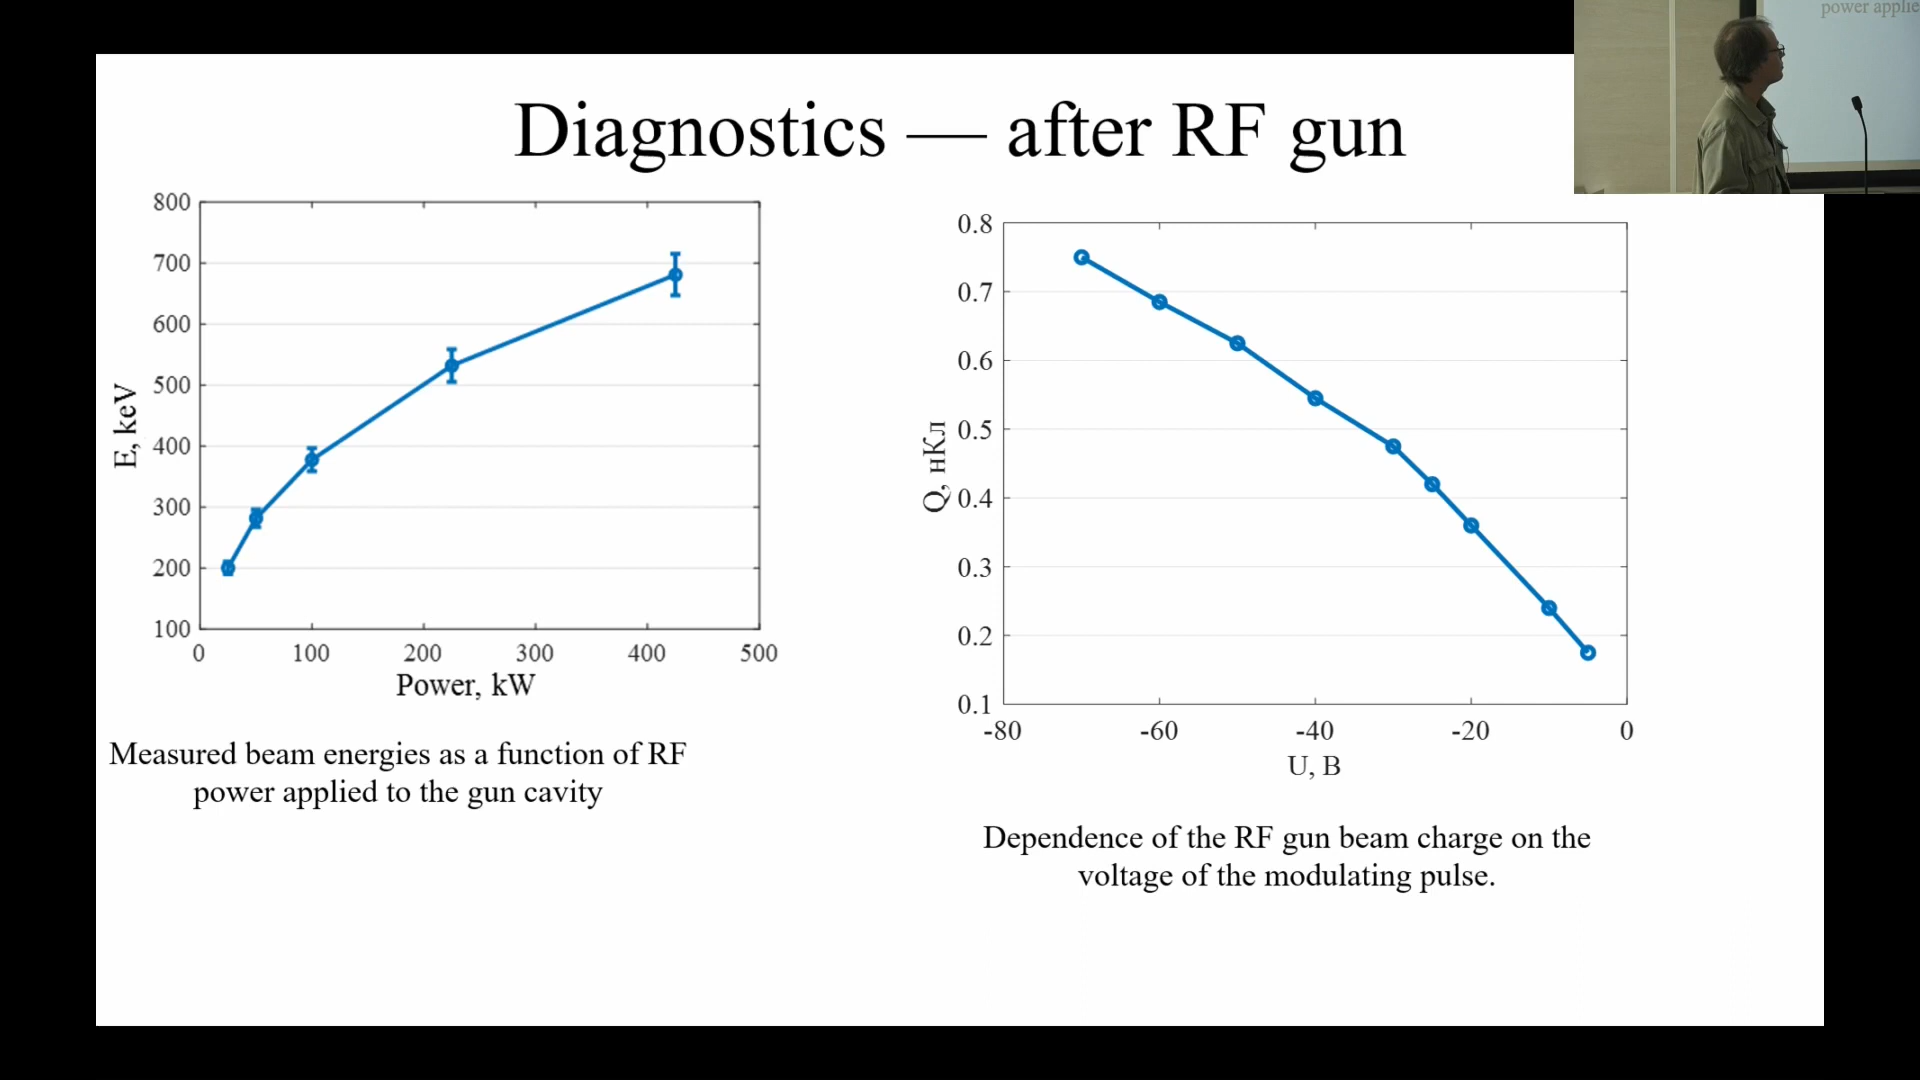 power applie
Diagnostics — after RF gun
800
700
600
500
400
300
200
100
E, keV
0 100 200 300 400 500
Power, kW
Measured beam energies as a function of RF
power applied to the gun cavity
0.8
0.7
0.6
0.5
0.4
0.3
0.2
0.1
Q, нКл
-80 -60 -40 -20 0
U, В
Dependence of the RF gun beam charge on the
voltage of the modulating pulse.